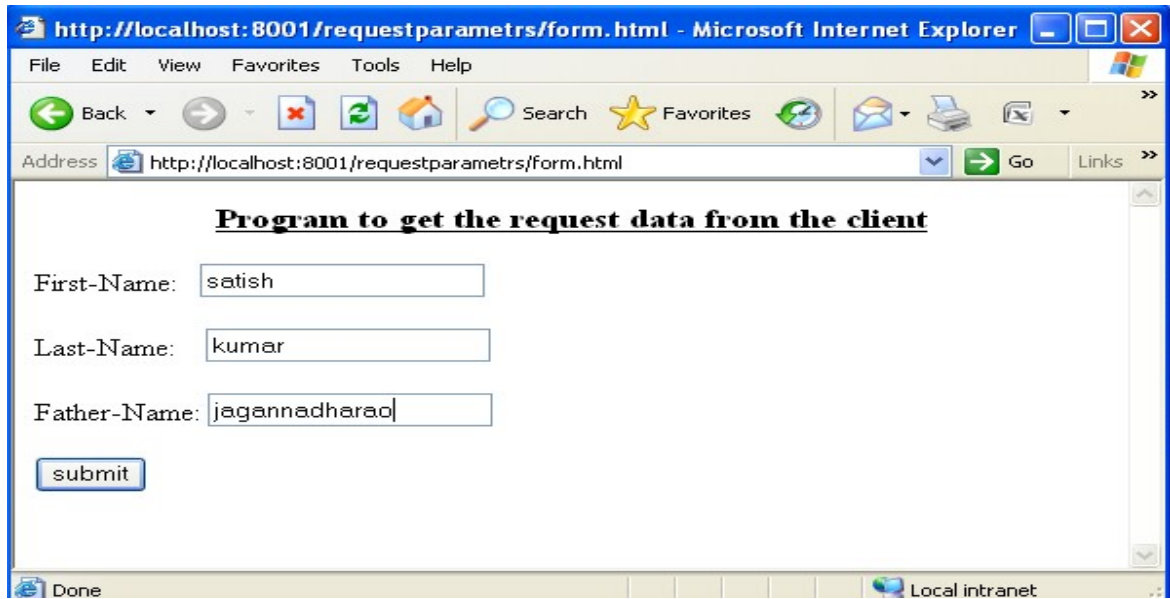 http://localhost:8001/requestparametrs/form.html - Microsoft Internet Explorer
File Edit View Favorites Tools Help
Back Search Favorites
Address http://localhost:8001/requestparametrs/form.html Go Links
Program to get the request data from the client
First-Name: satish
Last-Name: kumar
Father-Name: jagannadharao
submit
Done Local intranet